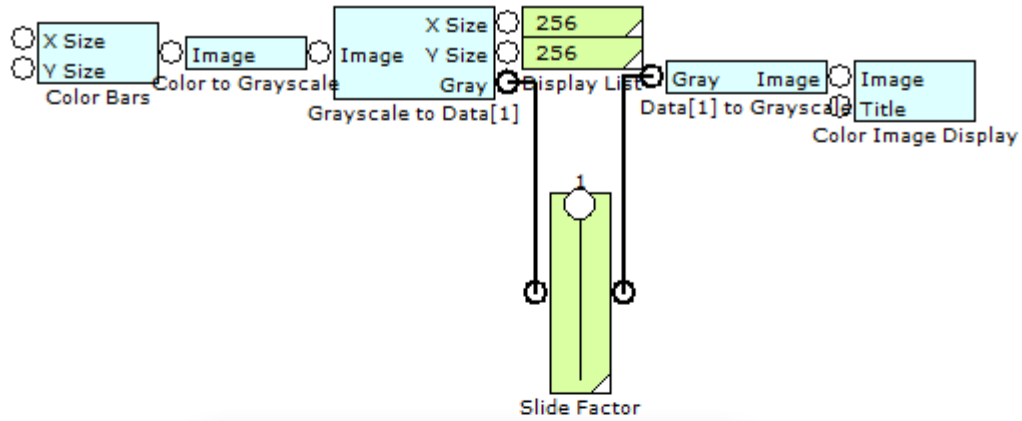 X Size
Y Size
Color Bars
Image
Color to Grayscale
Image
X Size
Y Size
Gray
Grayscale to Data[1]
256
256
Display List
Gray Image
Data[1] to Grayscale
Image
Title
Color Image Display
1
Slide Factor